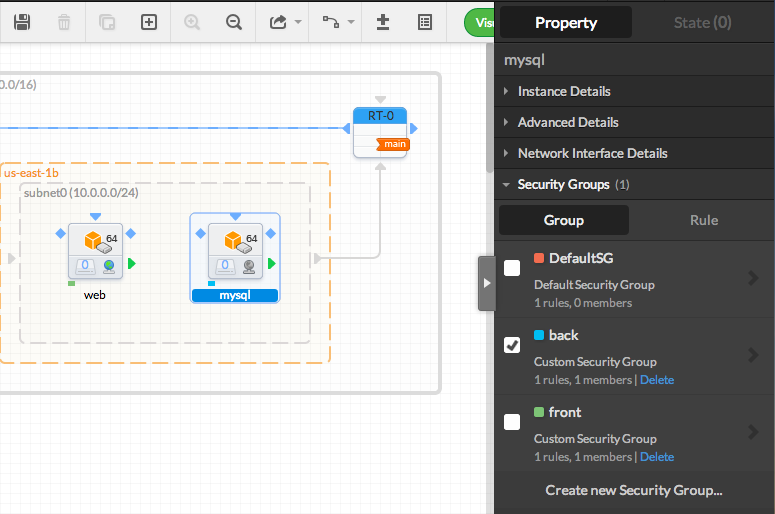 Property
State (0)
mysql
Instance Details
Advanced Details
Network Interface Details
Security Groups (1)
Group
Rule
DefaultSG
Default Security Group
1 rules, 0 members
back
Custom Security Group
1 rules, 1 members | Delete
front
Custom Security Group
1 rules, 1 members | Delete
Create new Security Group...
.0.0/16)
RT-0
main
us-east-1b
subnet0 (10.0.0.0/24)
64
0
web
64
0
mysql